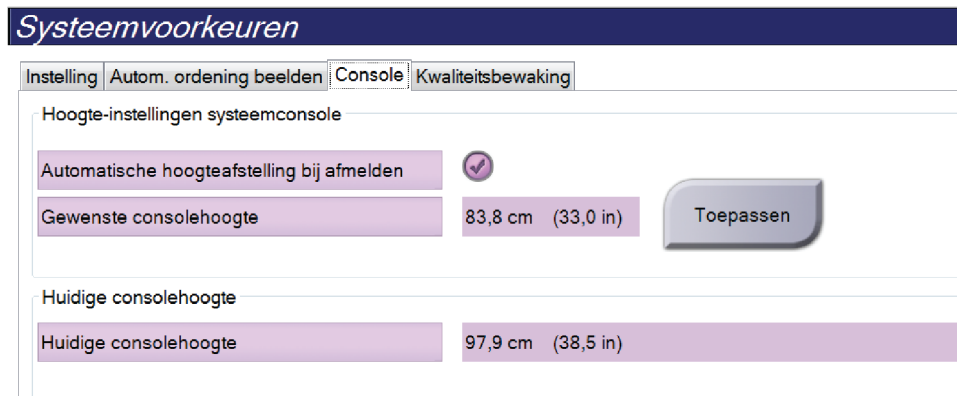 Systeemvoorkeuren
Instelling Autom. ordening beelden Console Kwaliteitsbewaking
Hoogte-instellingen systeemconsole
Automatische hoogteafstelling bij afmelden
Gewenste consolehoogte 83,8 cm (33,0 in) Toepassen
Huidige consolehoogte
Huidige consolehoogte 97,9 cm (38,5 in)